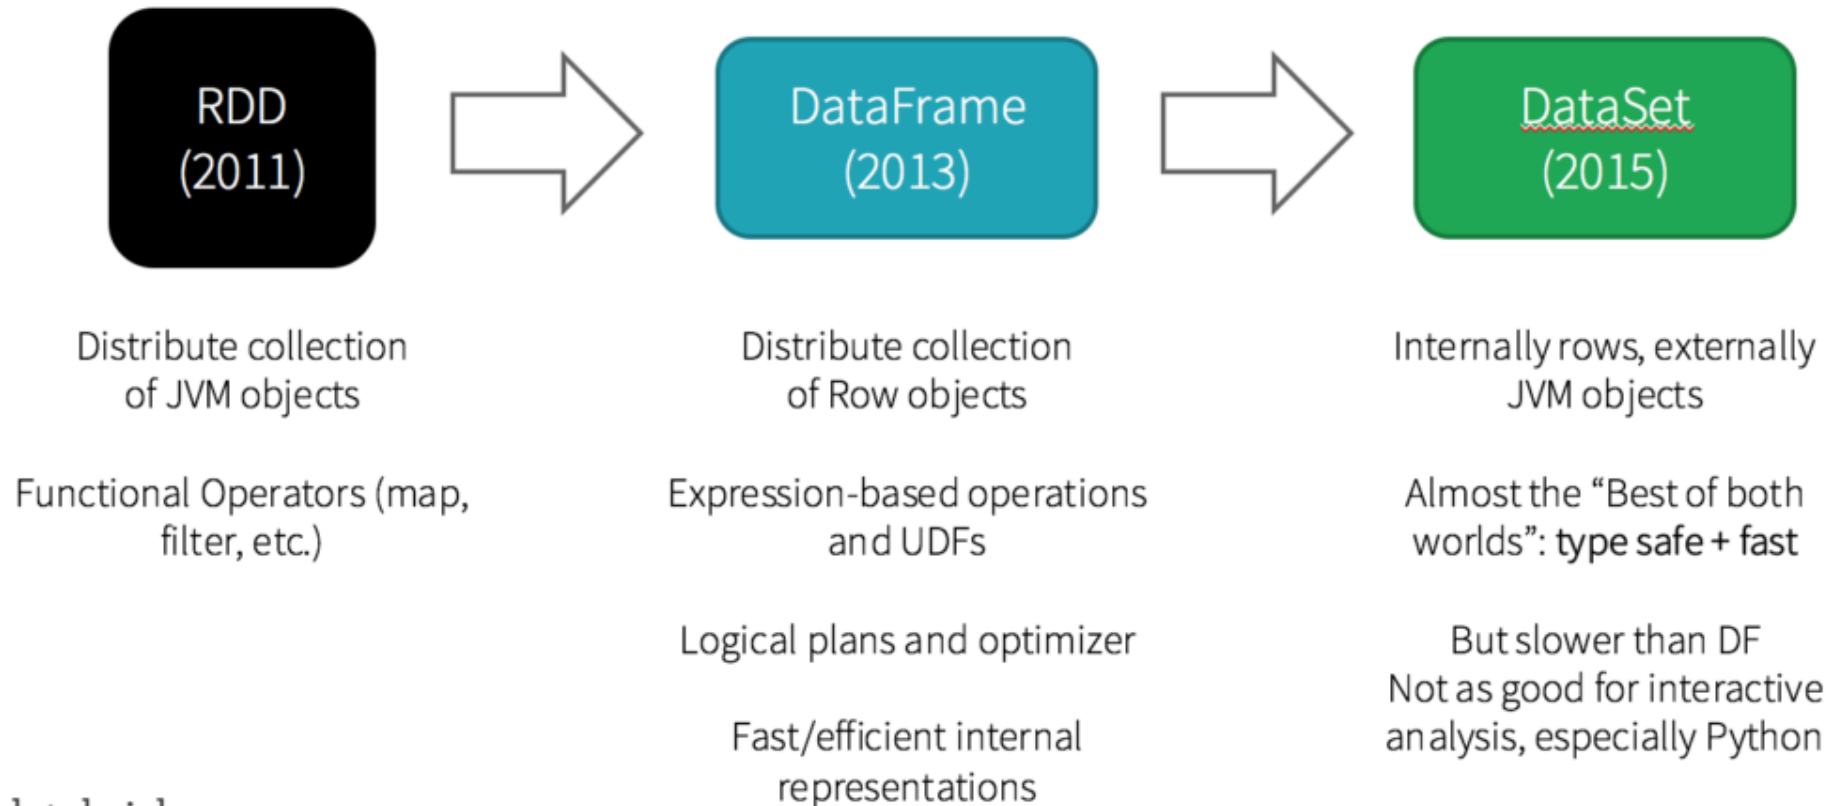 RDD
(2011)
Distribute collection
of JVM objects
Functional Operators (map,
filter, etc.)
DataFrame
(2013)
Distribute collection
of Row objects
Expression-based operations
and UDFs
Logical plans and optimizer
Fast/efficient internal
representations
DataSet
(2015)
Internally rows, externally
JVM objects
Almost the “Best of both
worlds”: type safe + fast
But slower than DF
Not as good for interactive
analysis, especially Python